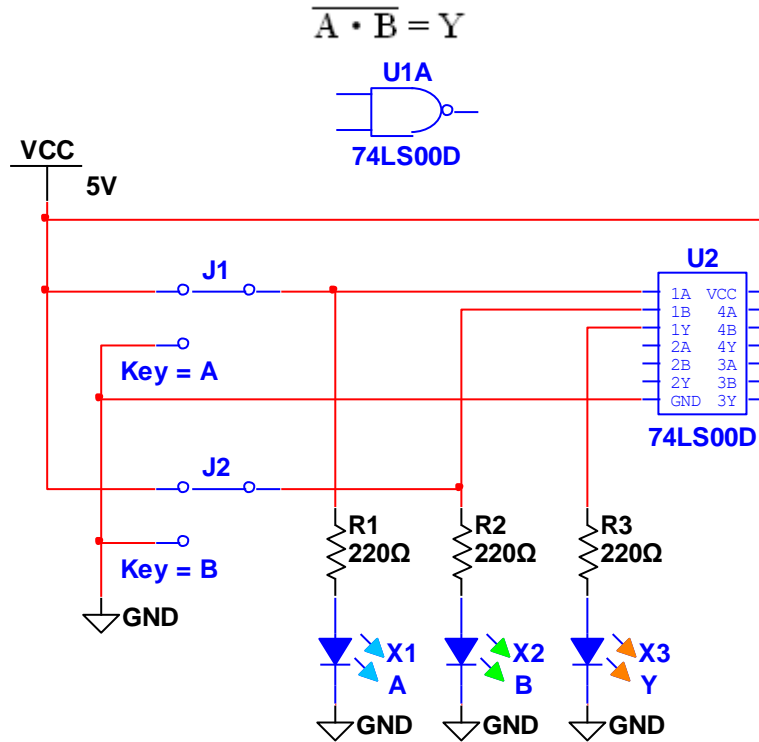 A · B = Y
U1A
74LS00D
VCC
5V
J1
Key = A
J2
Key = B
GND
U2
1A VCC
1B 4A
1Y 4B
2A 4Y
2B 3A
2Y 3B
GND 3Y
74LS00D
R1
220Ω
R2
220Ω
R3
220Ω
X1
A
X2
B
X3
Y
GND
GND
GND